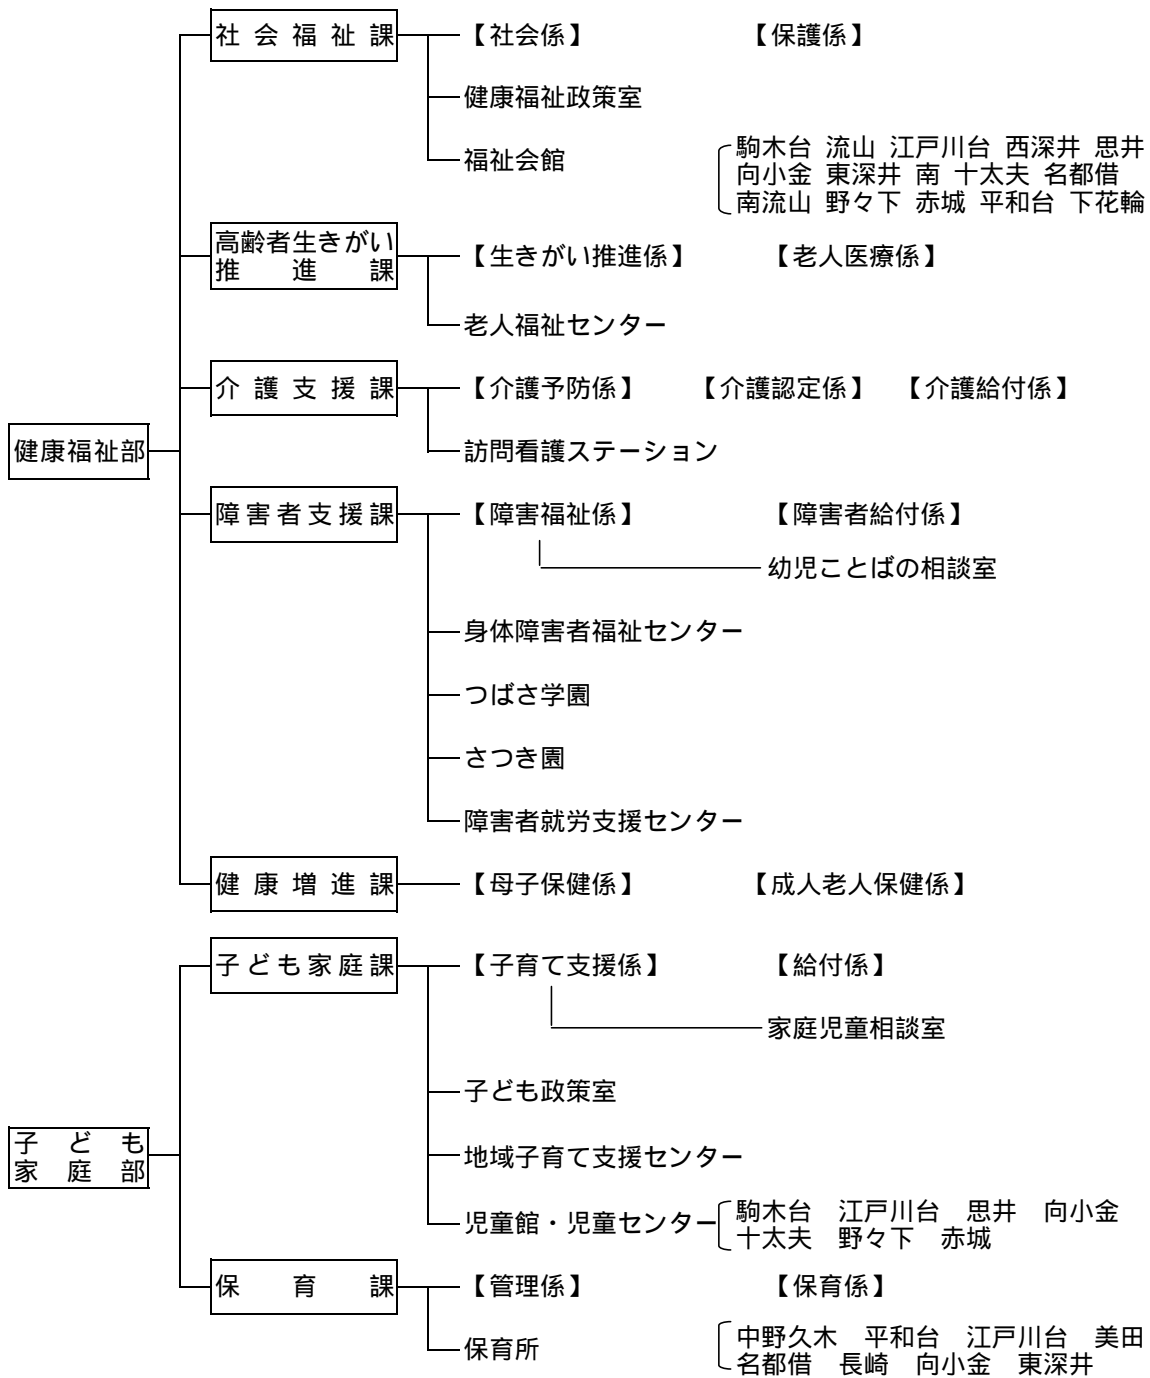 社会福祉課 【社会係】 【保護係】
健康福祉政策室
福祉会館 駒木台 流山 江戸川台 西深井 思井
向小金 東深井 南 十太夫 名都借
南流山 野々下 赤城 平和台 下花輪
高齢者生きがい
推進課 【生きがい推進係】 【老人医療係】
老人福祉センター
介護支援課 【介護予防係】 【介護認定係】 【介護給付係】
健康福祉部
訪問看護ステーション
障害者支援課 【障害福祉係】 【障害者給付係】
幼児ことばの相談室
身体障害者福祉センター
つばさ学園
さつき園
障害者就労支援センター
健康増進課 【母子保健係】 【成人老人保健係】
子ども家庭課 【子育て支援係】 【給付係】
家庭児童相談室
子ども政策室
子ども
家庭部
地域子育て支援センター
児童館・児童センター 駒木台 江戸川台 思井 向小金
十太夫 野々下 赤城
保育課 【管理係】 【保育係】
保育所 中野久木 平和台 江戸川台 美田
名都借 長崎 向小金 東深井